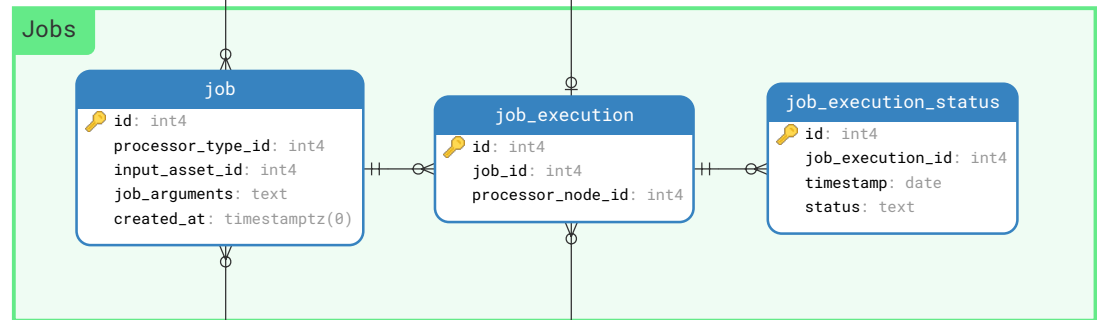 Jobs
job
id: int4
processor_type_id: int4
input_asset_id: int4
job_arguments: text
created_at: timestamptz(0)
job_execution
id: int4
job_id: int4
processor_node_id: int4
job_execution_status
id: int4
job_execution_id: int4
timestamp: date
status: text